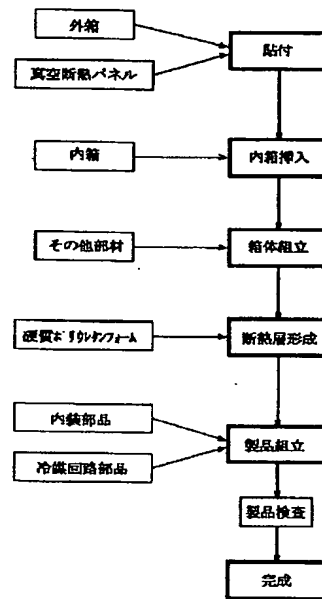 外箱
貼付
真空断熱パネル
内箱
内箱挿入
その他部材
箱体組立
硬質ポリウレタンフォーム
断熱層形成
内装部品
製品組立
冷媒回路部品
製品検査
完成